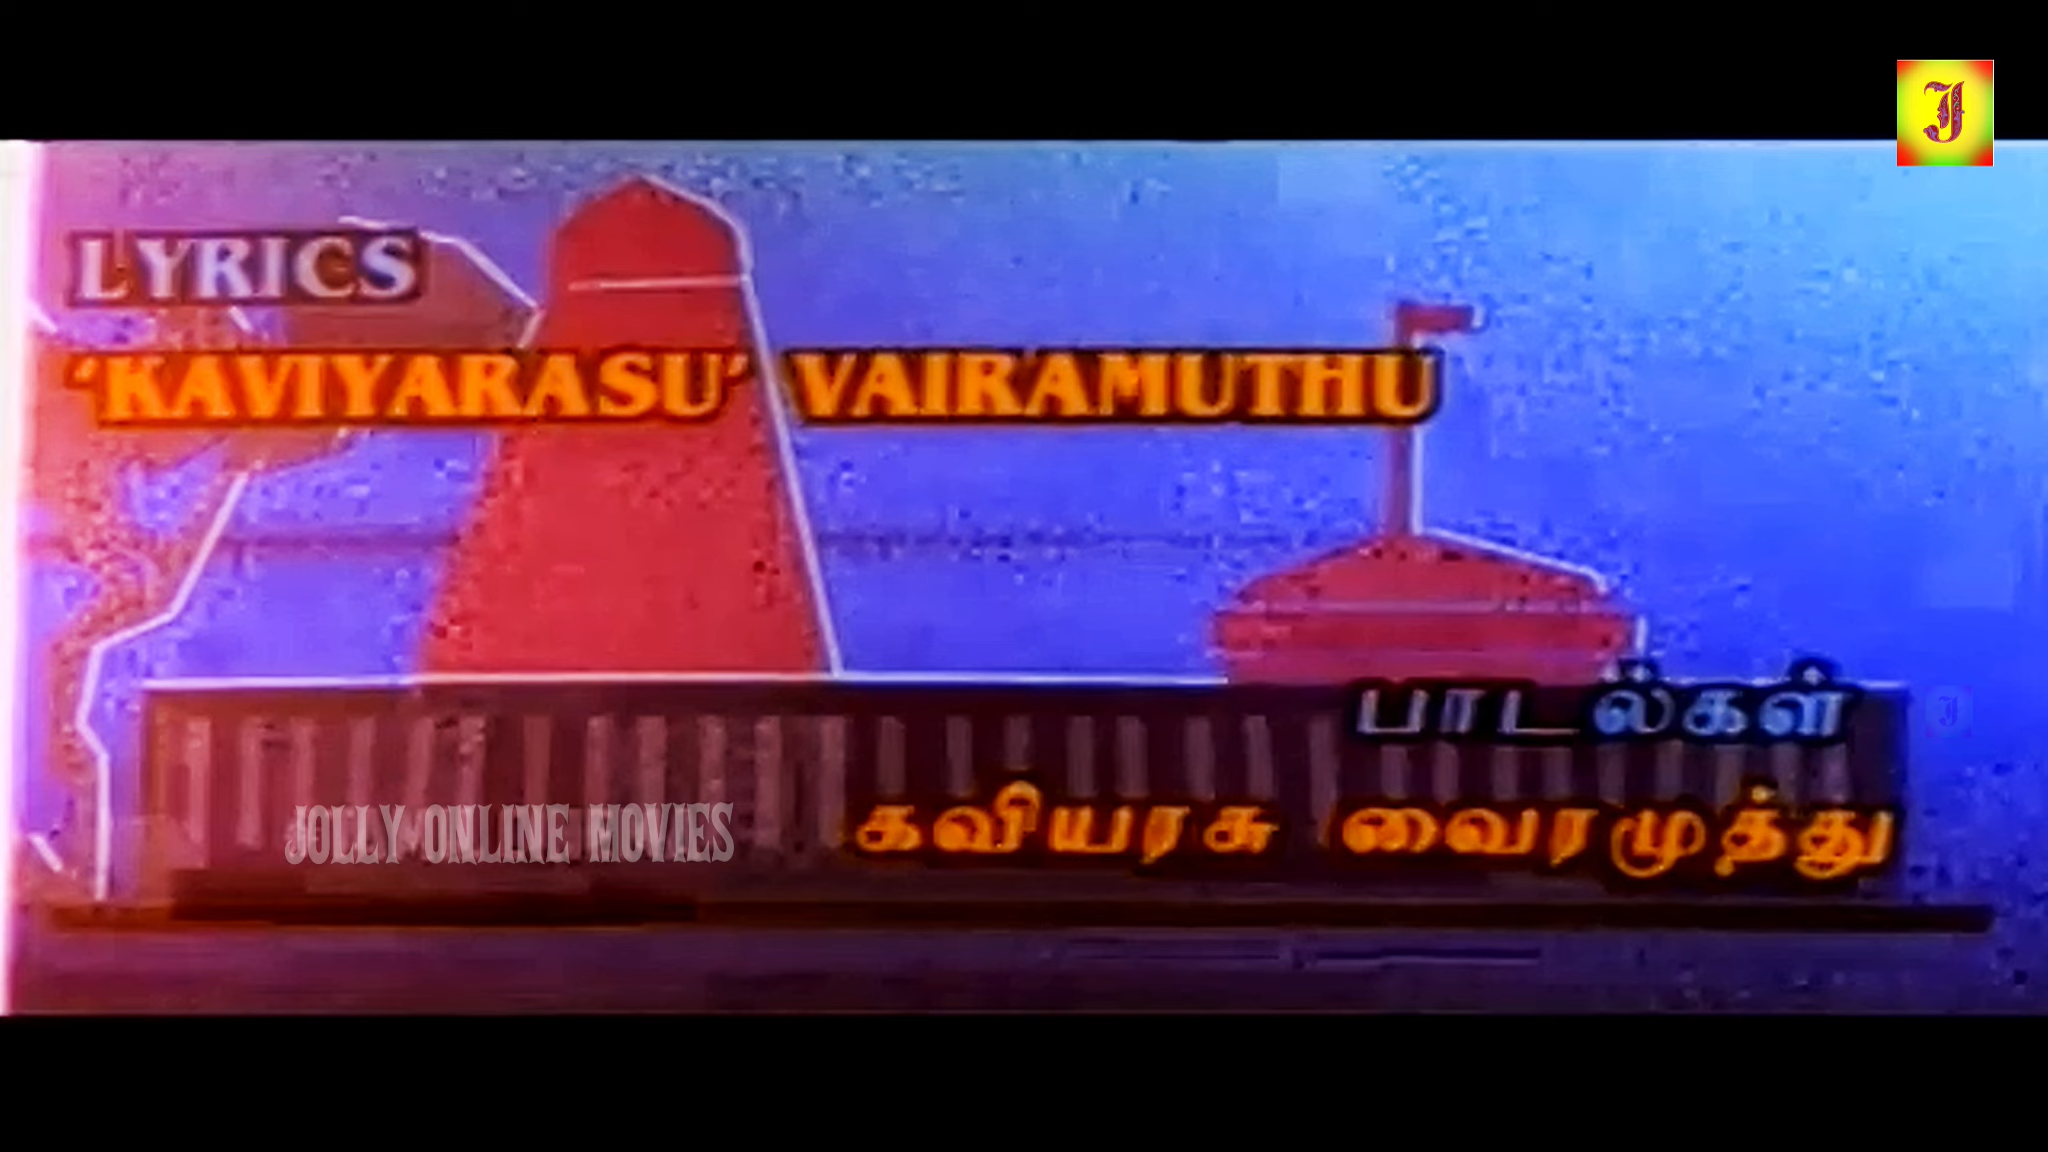 J
LYRICS
'KAVIYARASU' VAIRAMUTHU
பாடல்கள்
கவியரசு வைரமுத்து
JOLLY ONLINE MOVIES